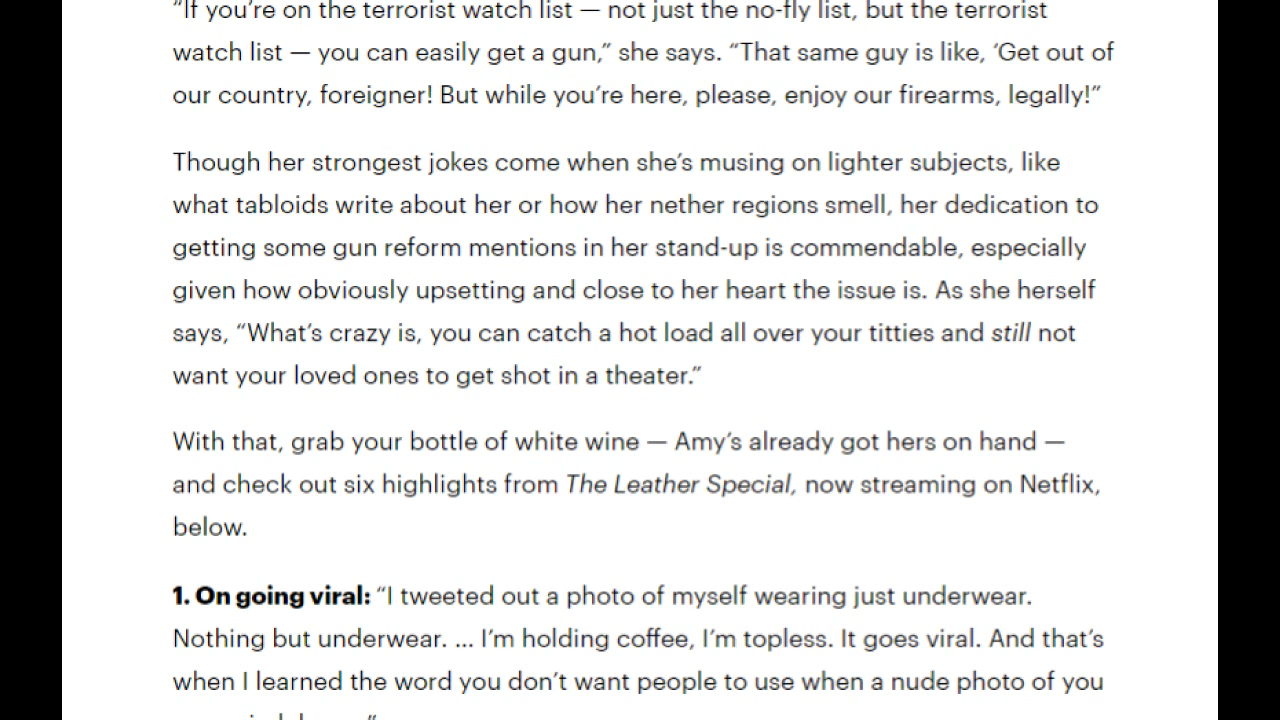 “If you’re on the terrorist watch list — not just the no-fly list, but the terrorist
watch list — you can easily get a gun,” she says. “That same guy is like, ‘Get out of
our country, foreigner! But while you’re here, please, enjoy our firearms, legally!”
Though her strongest jokes come when she’s musing on lighter subjects, like
what tabloids write about her or how her nether regions smell, her dedication to
getting some gun reform mentions in her stand-up is commendable, especially
given how obviously upsetting and close to her heart the issue is. As she herself
says, “What’s crazy is, you can catch a hot load all over your titties and still not
want your loved ones to get shot in a theater.”
With that, grab your bottle of white wine — Amy’s already got hers on hand —
and check out six highlights from The Leather Special, now streaming on Netflix,
below.
1. On going viral: “I tweeted out a photo of myself wearing just underwear.
Nothing but underwear. ... I’m holding coffee, I’m topless. It goes viral. And that’s
when I learned the word you don’t want people to use when a nude photo of you